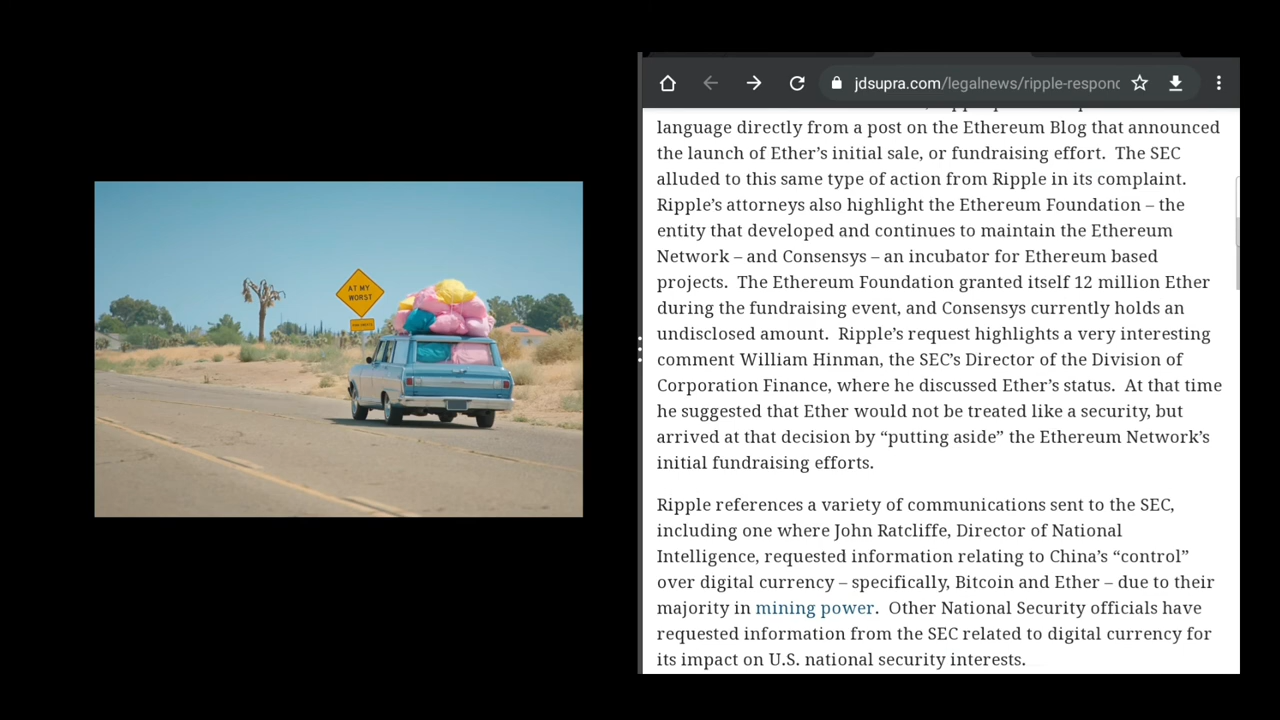 AT MY
WORST
jdsupra.com/legalnews/ripple-respond
language directly from a post on the Ethereum Blog that announced
the launch of Ether’s initial sale, or fundraising effort.  The SEC
alluded to this same type of action from Ripple in its complaint.
Ripple’s attorneys also highlight the Ethereum Foundation – the
entity that developed and continues to maintain the Ethereum
Network – and Consensys – an incubator for Ethereum based
projects.  The Ethereum Foundation granted itself 12 million Ether
during the fundraising event, and Consensys currently holds an
undisclosed amount.  Ripple’s request highlights a very interesting
comment William Hinman, the SEC’s Director of the Division of
Corporation Finance, where he discussed Ether’s status.  At that time
he suggested that Ether would not be treated like a security, but
arrived at that decision by “putting aside” the Ethereum Network’s
initial fundraising efforts.
Ripple references a variety of communications sent to the SEC,
including one where John Ratcliffe, Director of National
Intelligence, requested information relating to China’s “control”
over digital currency – specifically, Bitcoin and Ether – due to their
majority in mining power.  Other National Security officials have
requested information from the SEC related to digital currency for
its impact on U.S. national security interests.